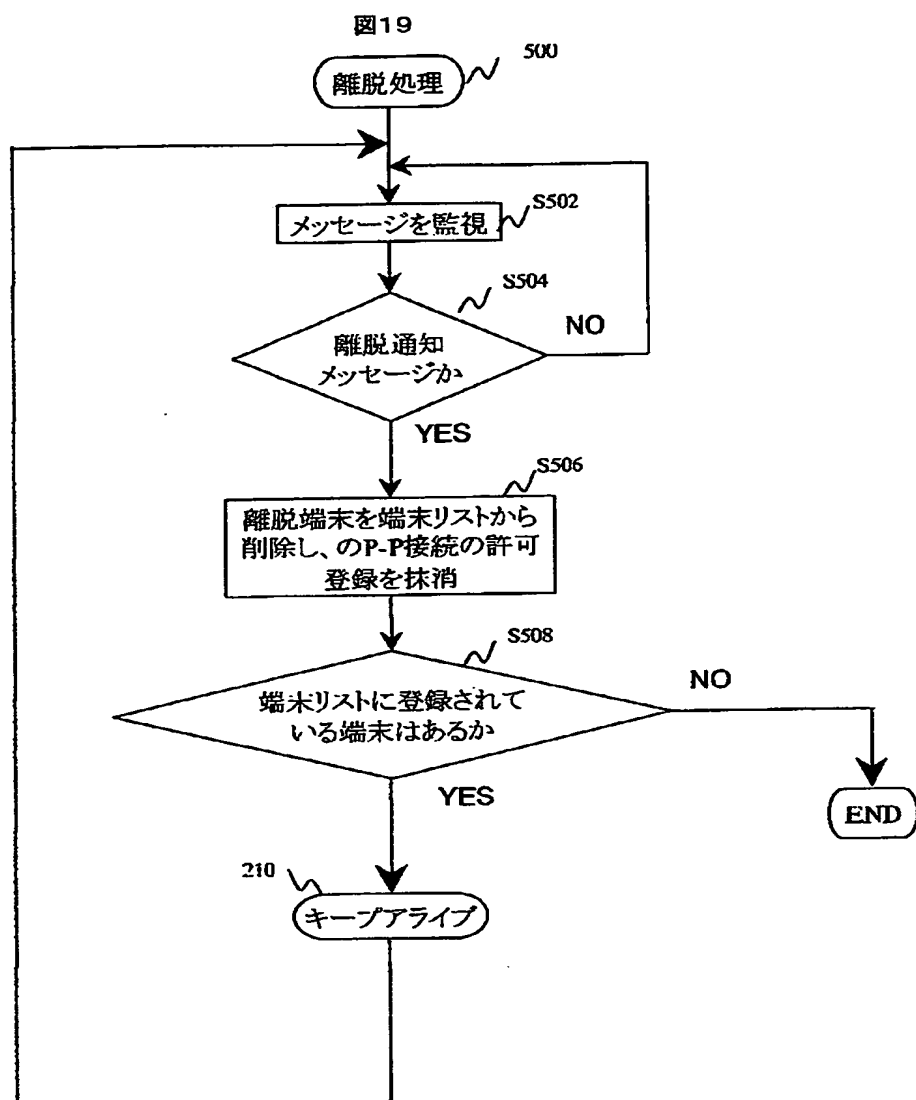 図19
500
離脱処理
S502
メッセージを監視
S504
離脱通知
メッセージか
NO
YES
S506
離脱端末を端末リストから
削除し、のP-P接続の許可
登録を抹消
S508
端末リストに登録されて
いる端末はあるか
NO
YES
END
210
キープアライブ